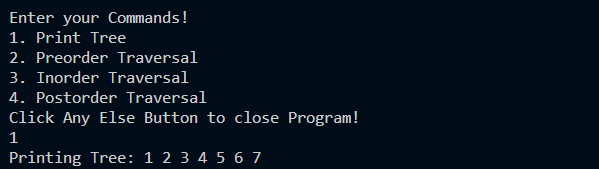 Enter your Commands!
1. Print Tree
2. Preorder Traversal
3. Inorder Traversal
4. Postorder Traversal
Click Any Else Button to close Program!
1
Printing Tree: 1 2 3 4 5 6 7